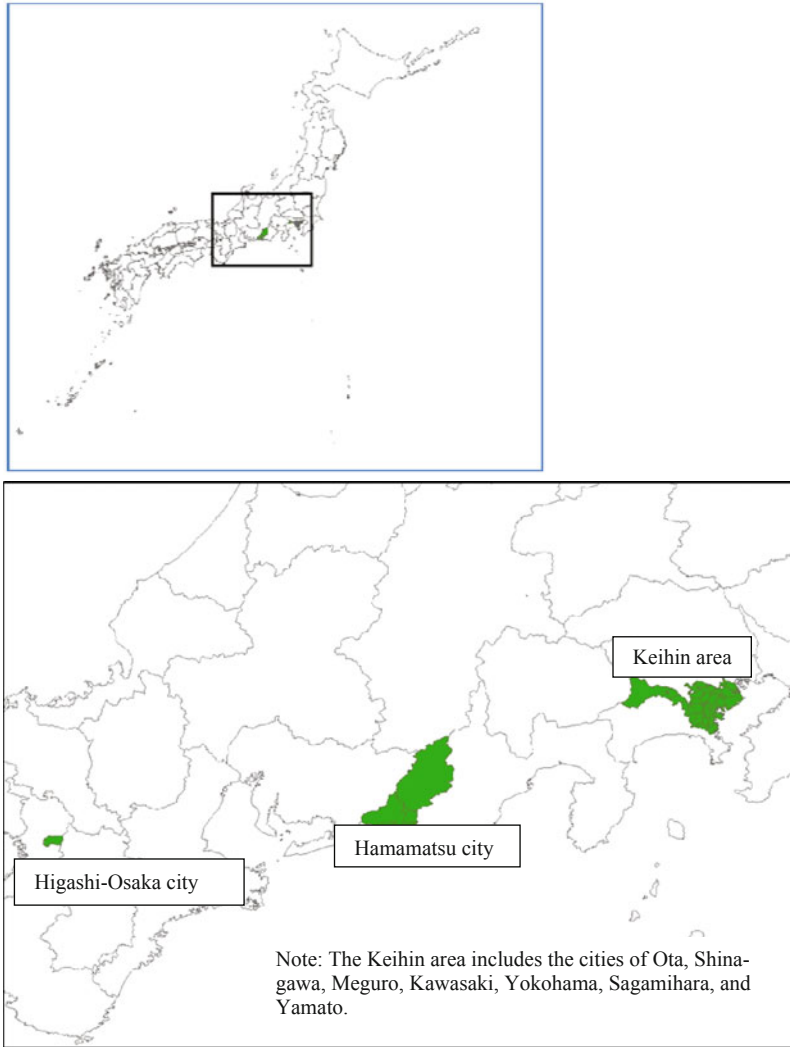 Keihin area
Hamamatsu city
Higashi-Osaka city
Note: The Keihin area includes the cities of Ota, Shina-
gawa, Meguro, Kawasaki, Yokohama, Sagamihara, and
Yamato.